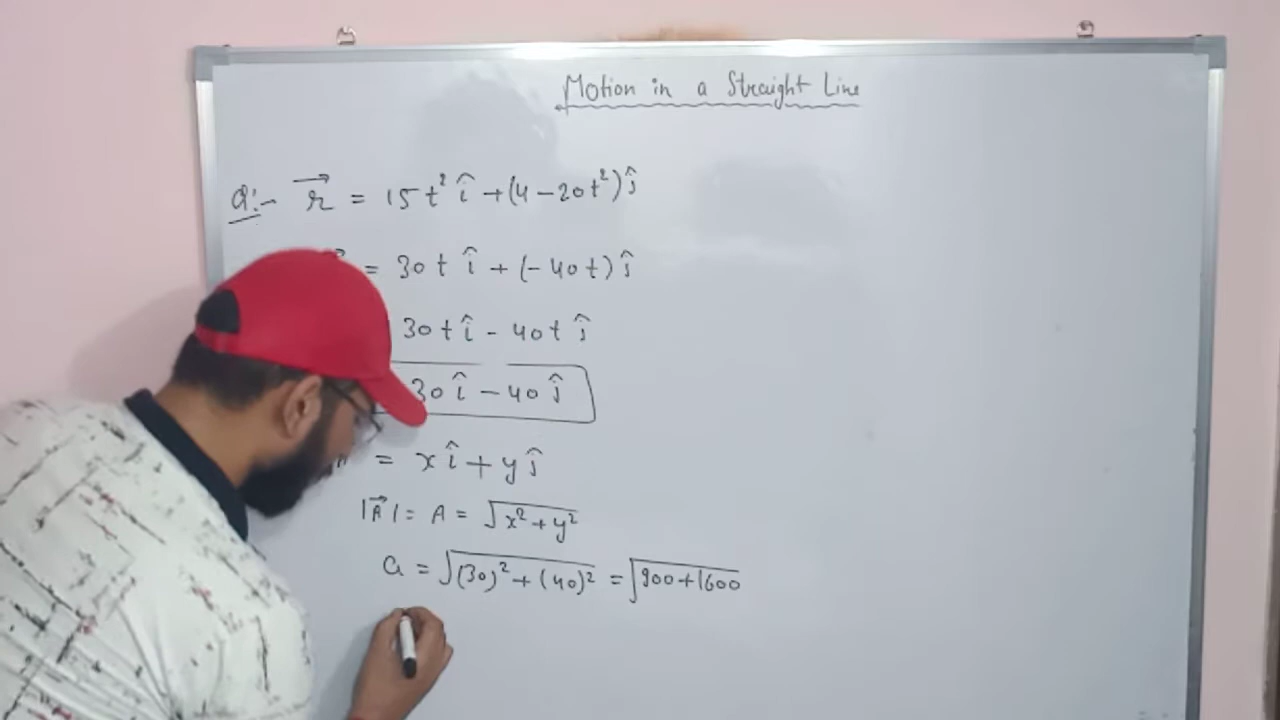 Motion in a Straight Line
Q:- r⃗ = 15t² î + (4 - 20t²) ĵ
= 30t î + (-40t) ĵ
30t î - 40t ĵ
30 î - 40 ĵ
= x î + y ĵ
|A⃗| = A = √x² + y²
a = √(30)² + (40)² = √900 + 1600